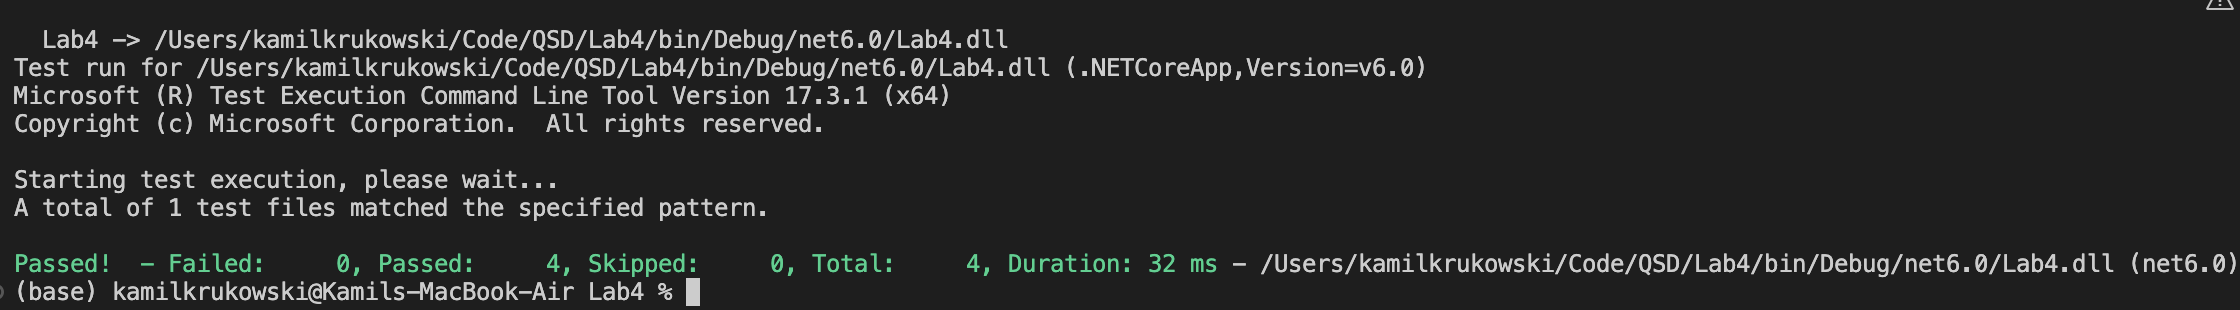 Lab4 -> /Users/kamilkrukowski/Code/QSD/Lab4/bin/Debug/net6.0/Lab4.dll
Test run for /Users/kamilkrukowski/Code/QSD/Lab4/bin/Debug/net6.0/Lab4.dll (.NETCoreApp,Version=v6.0)
Microsoft (R) Test Execution Command Line Tool Version 17.3.1 (x64)
Copyright (c) Microsoft Corporation.  All rights reserved.

Starting test execution, please wait...
A total of 1 test files matched the specified pattern.

Passed!  - Failed:     0, Passed:     4, Skipped:     0, Total:     4, Duration: 32 ms - /Users/kamilkrukowski/Code/QSD/Lab4/bin/Debug/net6.0/Lab4.dll (net6.0)
(base) kamilkrukowski@Kamils-MacBook-Air Lab4 %